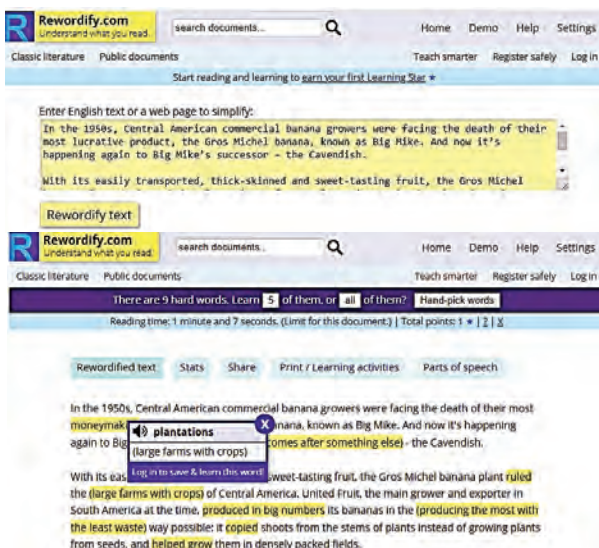 Rewordify.com
Understand what you read.
search documents...
Home Demo Help Settings
Classic literature Public documents
Teach smarter Register safely Log in
Start reading and learning to earn your first Learning Star ★
Enter English text or a web page to simplify:
In the 1950s, Central American commercial banana growers were facing the death of their
most lucrative product, the Gros Michel banana, known as Big Mike. And now it's
happening again to Big Mike's successor – the Cavendish.
With its easily transported, thick-skinned and sweet-tasting fruit, the Gros Michel
Rewordify text
Rewordify.com
Understand what you read.
search documents...
Home Demo Help Settings
Classic literature Public documents
Teach smarter Register safely Log in
There are 9 hard words. Learn 5 of them, or all of them? Hand-pick words
Reading time: 1 minute and 7 seconds. (Limit for this document.) | Total points: 1 ★ | ? | X
Rewordified text Stats Share Print / Learning activities Parts of speech
In the 1950s, Central American commercial banana growers were facing the death of their most
moneymak anana, known as Big Mike. And now it's happening
again to Big comes after something else) - the Cavendish.
X
plantations
(large farms with crops)
Log in to save & learn this word!
With its eas sweet-tasting fruit, the Gros Michel banana plant ruled
the (large farms with crops) of Central America. United Fruit, the main grower and exporter in
South America at the time, produced in big numbers its bananas in the (producing the most with
the least waste) way possible: it copied shoots from the stems of plants instead of growing plants
from seeds, and helped grow them in densely packed fields.